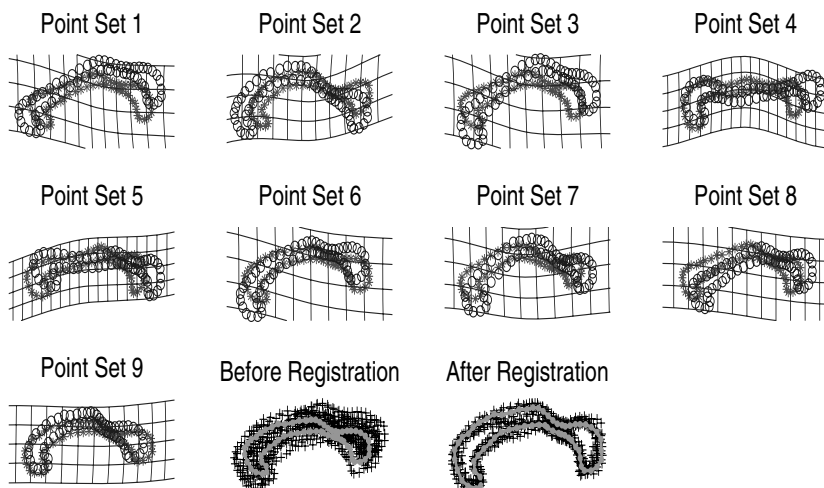 Point Set 1
Point Set 2
Point Set 3
Point Set 4
Point Set 5
Point Set 6
Point Set 7
Point Set 8
Point Set 9
Before Registration
After Registration